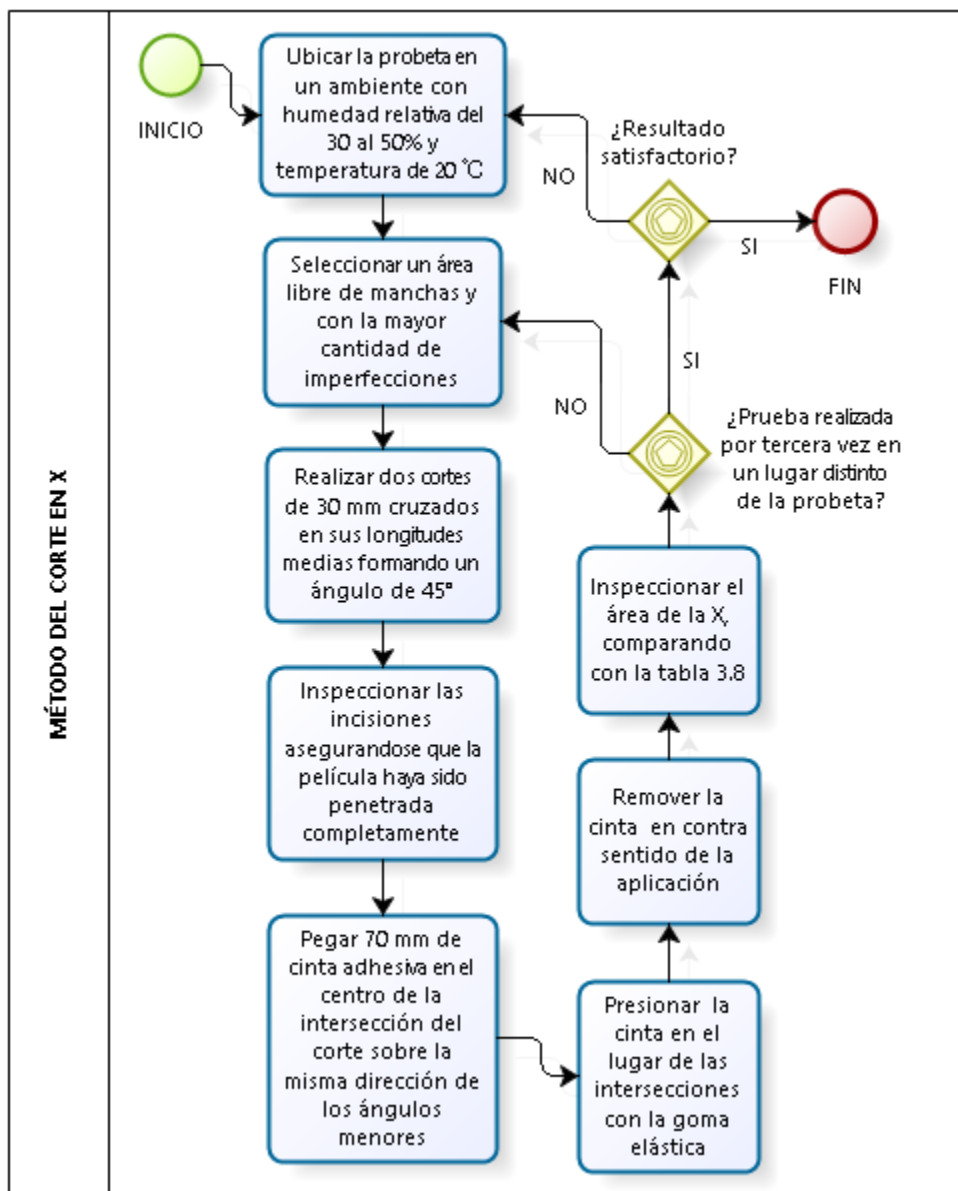 MÉTODO DEL CORTE EN X
INICIO
Ubicar la probeta en
un ambiente con
humedad relativa del
30 al 50% y
temperatura de 20 °C
Seleccionar un área
libre de manchas y
con la mayor
cantidad de
imperfecciones
Realizar dos cortes
de 30 mm cruzados
en sus longitudes
medias formando un
ángulo de 45°
Inspeccionar las
incisiones
asegurandose que la
película haya sido
penetrada
completamente
Pegar 70 mm de
cinta adhesiva en el
centro de la
intersección del
corte sobre la
misma dirección de
los ángulos
menores
Presionar la
cinta en el
lugar de las
intersecciones
con la goma
elástica
Remover la
cinta en contra
sentido de la
aplicación
Inspeccionar el
área de la X,
comparando
con la tabla 3.8
¿Prueba realizada
por tercera vez en
un lugar distinto
de la probeta?
NO
SI
¿Resultado
satisfactorio?
NO
SI
FIN